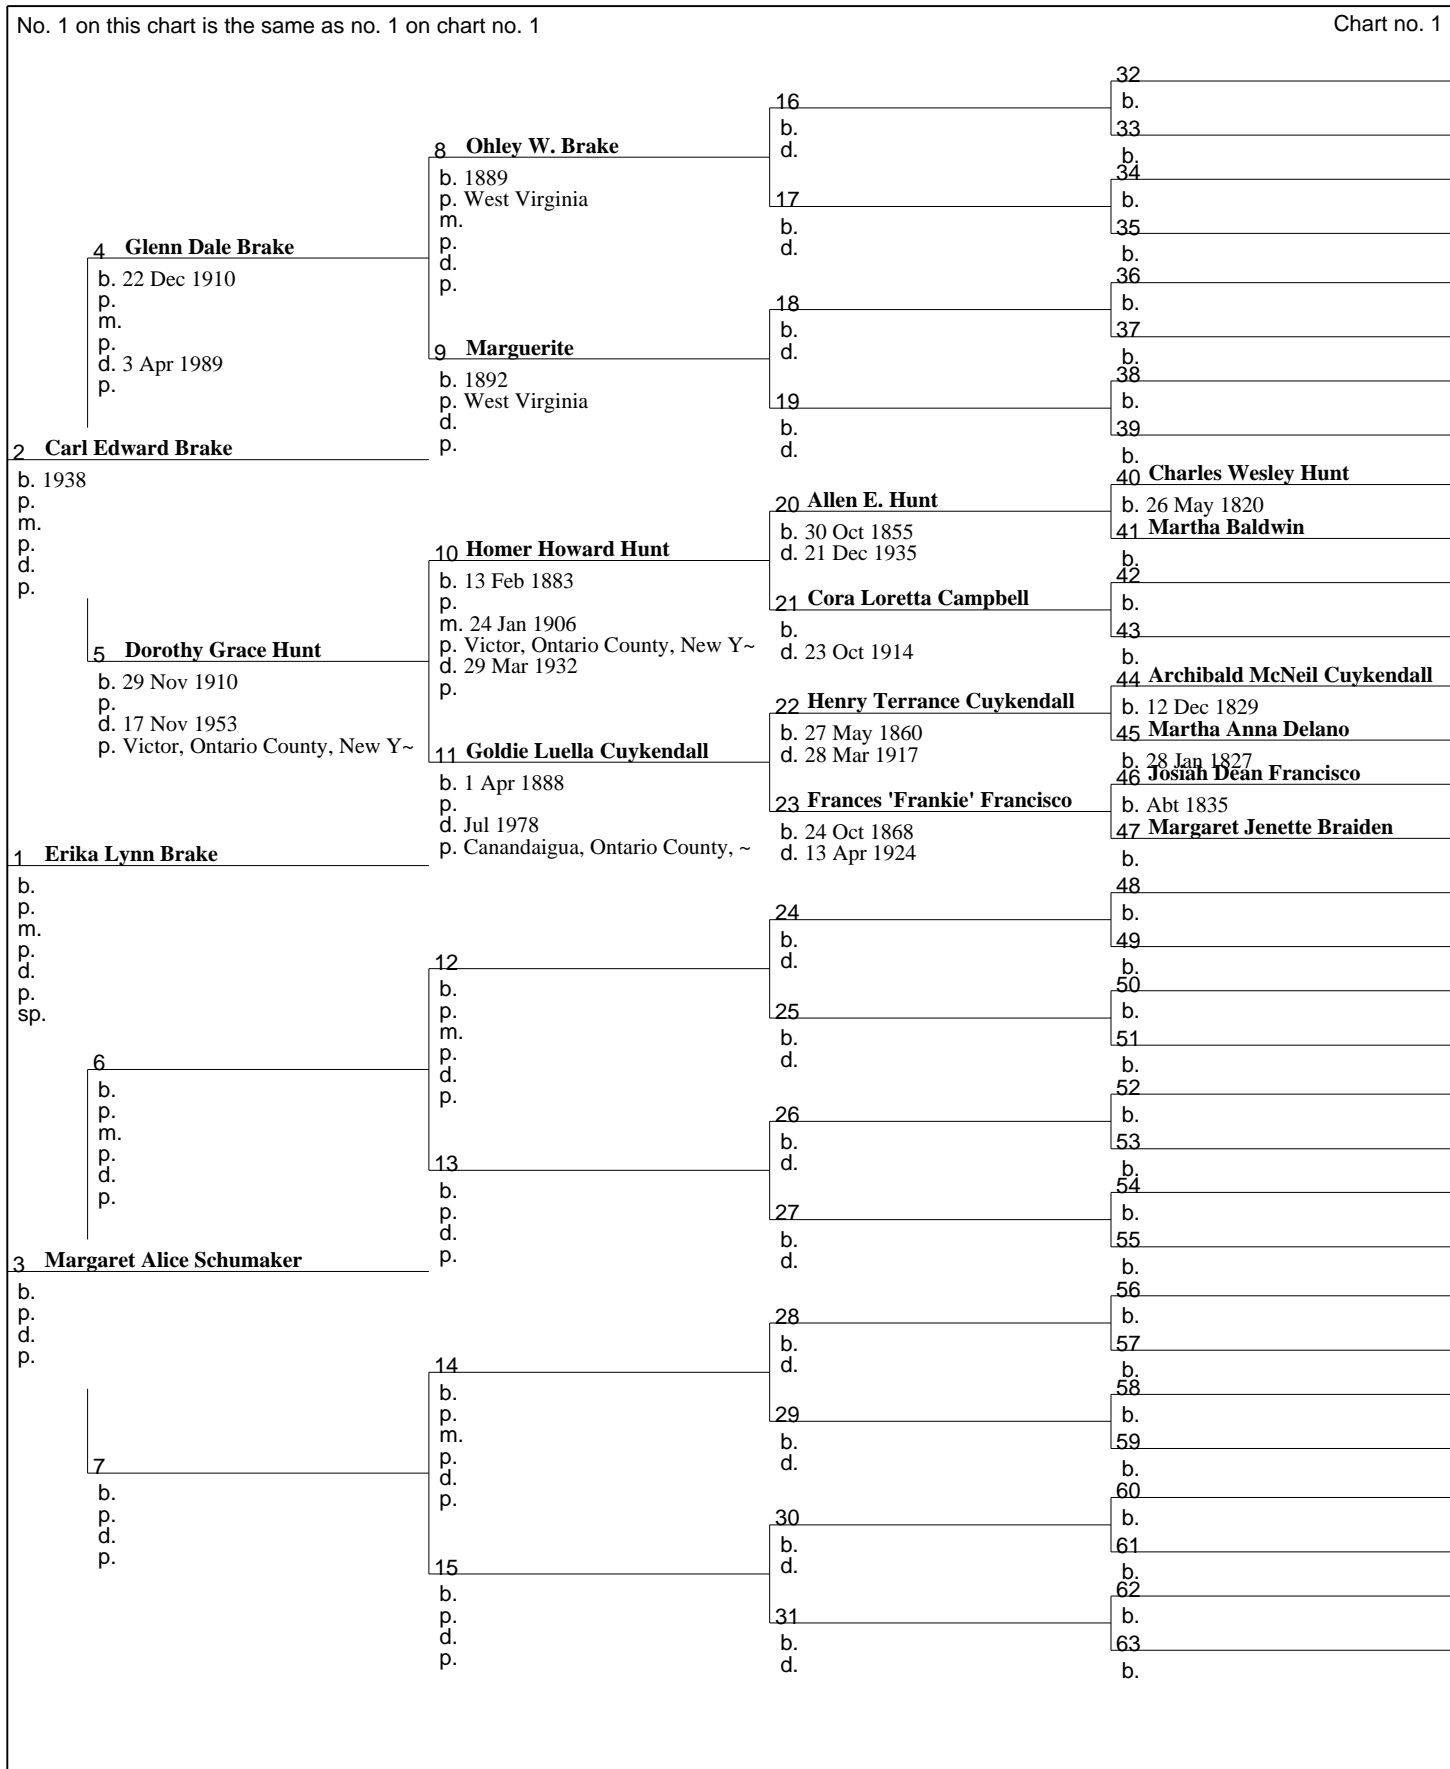 No. 1 on this chart is the same as no. 1 on chart no. 1
Chart no. 1
1 Erika Lynn Brake
b.
p.
m.
p.
d.
p.
sp.
2 Carl Edward Brake
b. 1938
p.
m.
p.
d.
p.
3 Margaret Alice Schumaker
b.
p.
d.
p.
4 Glenn Dale Brake
b. 22 Dec 1910
p.
m.
p.
d. 3 Apr 1989
p.
5 Dorothy Grace Hunt
b. 29 Nov 1910
p.
d. 17 Nov 1953
p. Victor, Ontario County, New Y~
6
b.
p.
m.
p.
d.
p.
7
b.
p.
d.
p.
8 Ohley W. Brake
b. 1889
p. West Virginia
m.
p.
d.
p.
9 Marguerite
b. 1892
p. West Virginia
d.
p.
10 Homer Howard Hunt
b. 13 Feb 1883
p.
m. 24 Jan 1906
p. Victor, Ontario County, New Y~
d. 29 Mar 1932
p.
11 Goldie Luella Cuykendall
b. 1 Apr 1888
p.
d. Jul 1978
p. Canandaigua, Ontario County, ~
12
b.
p.
m.
p.
d.
p.
13
b.
p.
d.
p.
14
b.
p.
m.
p.
d.
p.
15
b.
p.
d.
p.
16
b.
d.
17
b.
d.
18
b.
d.
19
b.
d.
20 Allen E. Hunt
b. 30 Oct 1855
d. 21 Dec 1935
21 Cora Loretta Campbell
b.
d. 23 Oct 1914
22 Henry Terrance Cuykendall
b. 27 May 1860
d. 28 Mar 1917
23 Frances 'Frankie' Francisco
b. 24 Oct 1868
d. 13 Apr 1924
24
b.
d.
25
b.
d.
26
b.
d.
27
b.
d.
28
b.
d.
29
b.
d.
30
b.
d.
31
b.
d.
32
b.
33
b.
34
b.
35
b.
36
b.
37
b.
38
b.
39
b.
40 Charles Wesley Hunt
b. 26 May 1820
41 Martha Baldwin
b.
42
b.
43
b.
44 Archibald McNeil Cuykendall
b. 12 Dec 1829
45 Martha Anna Delano
b. 28 Jan 1827
46 Josiah Dean Francisco
b. Abt 1835
47 Margaret Jenette Braiden
b.
48
b.
49
b.
50
b.
51
b.
52
b.
53
b.
54
b.
55
b.
56
b.
57
b.
58
b.
59
b.
60
b.
61
b.
62
b.
63
b.